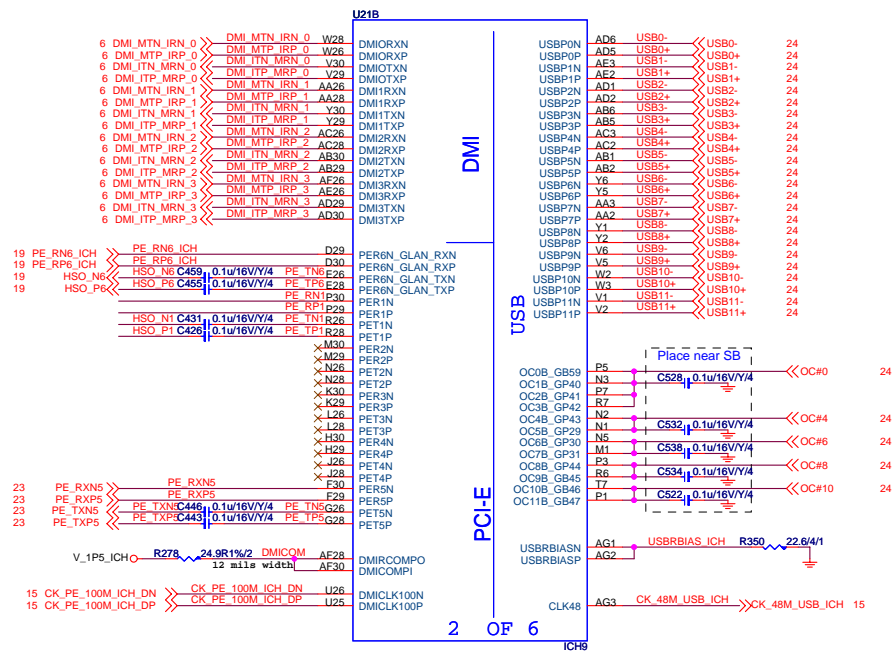 U21B
6 DMI_MTN_IRN_0 DMI_MTN_IRN_0 W28 DMIORXN
6 DMI_MTP_IRP_0 DMI_MTP_IRP_0 W26 DMIORXP
6 DMI_ITN_MRN_0 DMI_ITN_MRN_0 V30 DMIOTXN
6 DMI_ITP_MRP_0 DMI_ITP_MRP_0 V29 DMIOTXP
6 DMI_MTN_IRN_1 DMI_MTN_IRN_1 AA26 DMI1RXN
6 DMI_MTP_IRP_1 DMI_MTP_IRP_1 AA28 DMI1RXP
6 DMI_ITN_MRN_1 DMI_ITN_MRN_1 Y30 DMI1TXN
6 DMI_ITP_MRP_1 DMI_ITP_MRP_1 Y29 DMI1TXP
6 DMI_MTN_IRN_2 DMI_MTN_IRN_2 AC26 DMI2RXN
6 DMI_MTP_IRP_2 DMI_MTP_IRP_2 AC28 DMI2RXP
6 DMI_ITN_MRN_2 DMI_ITN_MRN_2 AB30 DMI2TXN
6 DMI_ITP_MRP_2 DMI_ITP_MRP_2 AB29 DMI2TXP
6 DMI_MTN_IRN_3 DMI_MTN_IRN_3 AF26 DMI3RXN
6 DMI_MTP_IRP_3 DMI_MTP_IRP_3 AE26 DMI3RXP
6 DMI_ITN_MRN_3 DMI_ITN_MRN_3 AD29 DMI3TXN
6 DMI_ITP_MRP_3 DMI_ITP_MRP_3 AD30 DMI3TXP
DMI
19 PE_RN6_ICH PE_RN6_ICH D29 PER6N_GLAN_RXN
19 PE_RP6_ICH PE_RP6_ICH D30 PER6N_GLAN_RXP
19 HSO_N6 HSO_N6 C459 0.1u/16V/Y/4 PE_TN6 E26 PER6N_GLAN_TXN
19 HSO_P6 HSO_P6 C455 0.1u/16V/Y/4 PE_TP6 E28 PER6N_GLAN_TXP
PE_RN1 P30 PER1N
PE_RP1 P29 PER1P
HSO_N1 C431 0.1u/16V/Y/4 PE_TN1 R26 PET1N
HSO_P1 C426 0.1u/16V/Y/4 PE_TP1 R28 PET1P
M30 PER2N
M29 PER2P
N26 PET2N
N28 PET2P
K30 PER3N
K29 PER3P
L26 PET3N
L28 PET3P
H30 PER4N
H29 PER4P
J26 PET4N
J28 PET4P
23 PE_RXN5 PE_RXN5 F30 PER5N
23 PE_RXP5 PE_RXP5 F29 PER5P
23 PE_TXN5 PE_TXN5 C446 0.1u/16V/Y/4 PE_TN5 G26 PET5N
23 PE_TXP5 PE_TXP5 C443 0.1u/16V/Y/4 PE_TP5 G28 PET5P
PCI-E
V_1P5_ICH R278 24.9R1%/2 DMICOM AF28 DMIRCOMPO
12 mils width AF30 DMICOMPI
15 CK_PE_100M_ICH_DN CK_PE_100M_ICH_DN U26 DMICLK100N
15 CK_PE_100M_ICH_DP CK_PE_100M_ICH_DP U25 DMICLK100P
USBP0N AD6 USB0- USB0- 24
USBP0P AD5 USB0+ USB0+ 24
USBP1N AE3 USB1- USB1- 24
USBP1P AE2 USB1+ USB1+ 24
USBP2N AD1 USB2- USB2- 24
USBP2P AD2 USB2+ USB2+ 24
USBP3N AB6 USB3- USB3- 24
USBP3P AB5 USB3+ USB3+ 24
USBP4N AC3 USB4- USB4- 24
USBP4P AC2 USB4+ USB4+ 24
USBP5N AB1 USB5- USB5- 24
USBP5P AB2 USB5+ USB5+ 24
USBP6N Y6 USB6- USB6- 24
USBP6P Y5 USB6+ USB6+ 24
USBP7N AA3 USB7- USB7- 24
USBP7P AA2 USB7+ USB7+ 24
USBP8N Y1 USB8- USB8- 24
USBP8P Y2 USB8+ USB8+ 24
USBP9N V6 USB9- USB9- 24
USBP9P V5 USB9+ USB9+ 24
USBP10N W2 USB10- USB10- 24
USBP10P W3 USB10+ USB10+ 24
USBP11N V1 USB11- USB11- 24
USBP11P V2 USB11+ USB11+ 24
USB
Place near SB
OC0B_GB59 P5 OC#0 24
OC1B_GP40 N3 C528 0.1u/16V/Y/4
OC2B_GP41 P7
OC3B_GP42 R7
OC4B_GP43 N2 OC#4 24
OC5B_GP29 N1 C532 0.1u/16V/Y/4
OC6B_GP30 N5 OC#6 24
OC7B_GP31 M1 C538 0.1u/16V/Y/4
OC8B_GP44 P3 OC#8 24
OC9B_GB45 R6 C534 0.1u/16V/Y/4
OC10B_GB46 T7 OC#10 24
OC11B_GB47 P1 C522 0.1u/16V/Y/4
USBRBIASN AG1 USBRBIAS_ICH R350 22.6/4/1
USBRBIASP AG2
CLK48 AG3 CK_48M_USB_ICH CK_48M_USB_ICH 15
2 OF 6
ICH9